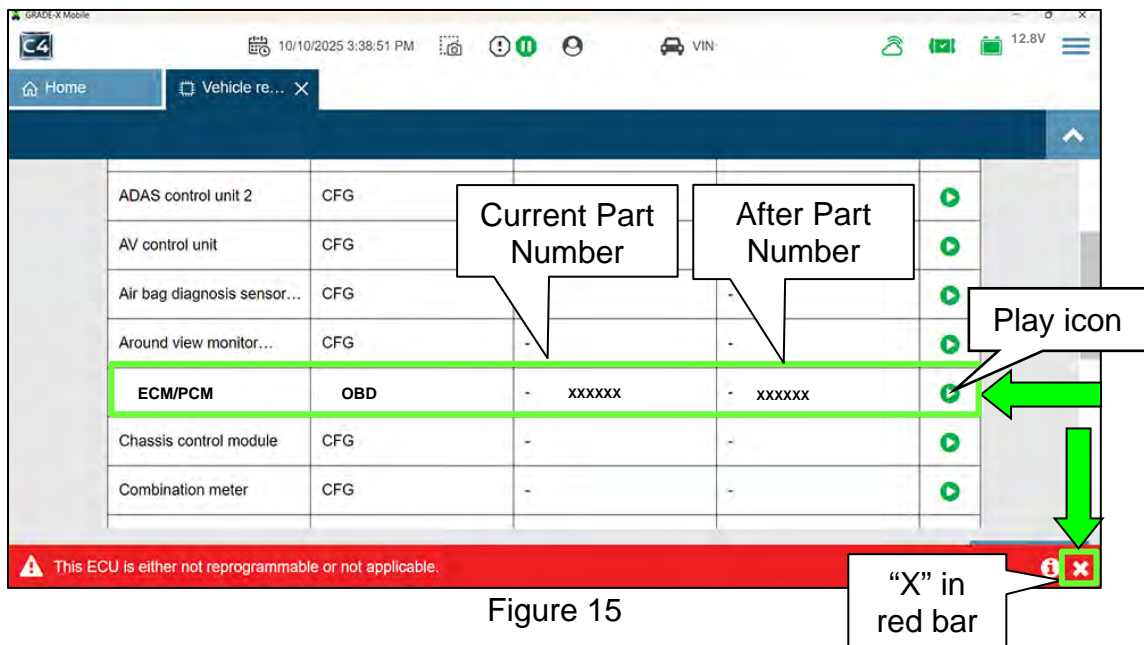 GRADE-X Mobile
C4
10/10/2025 3:38:51 PM
VIN
12.8V
Home
Vehicle re...
ADAS control unit 2 CFG
AV control unit CFG
Air bag diagnosis sensor... CFG -
Around view monitor... CFG - -
ECM/PCM OBD - xxxxxx - xxxxxx
Chassis control module CFG - -
Combination meter CFG - -
Current Part
Number
After Part
Number
Play icon
This ECU is either not reprogrammable or not applicable.
“X” in
red bar
Figure 15